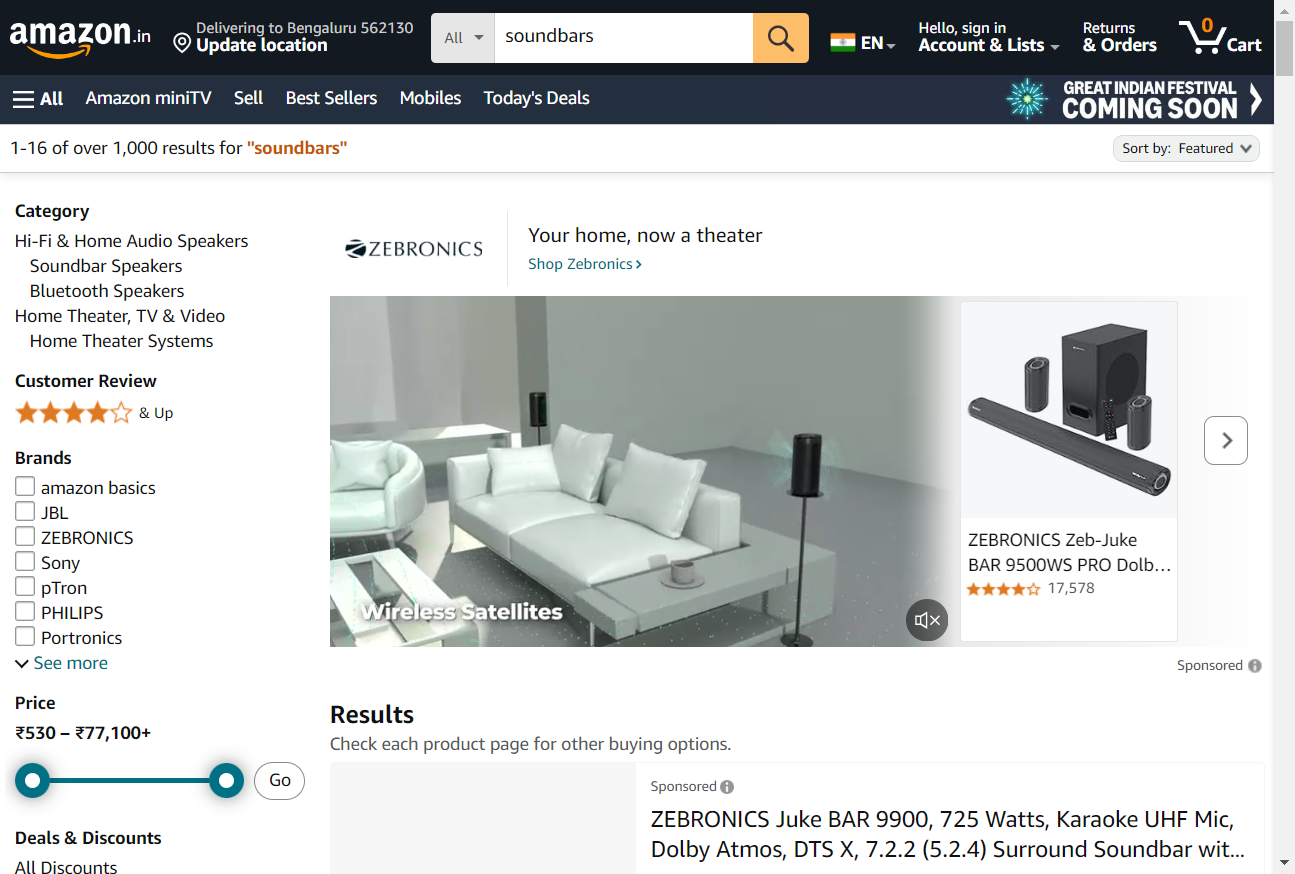 amazon.in
Delivering to Bengaluru 562130
Update location
All
soundbars
EN
Hello, sign in
Account & Lists
Returns
& Orders
0
Cart
All
Amazon miniTV
Sell
Best Sellers
Mobiles
Today's Deals
GREAT INDIAN FESTIVAL
COMING SOON
1-16 of over 1,000 results for "soundbars"
Sort by: Featured
Category
Hi-Fi & Home Audio Speakers
Soundbar Speakers
Bluetooth Speakers
Home Theater, TV & Video
Home Theater Systems
Customer Review
& Up
Brands
amazon basics
JBL
ZEBRONICS
Sony
pTron
PHILIPS
Portronics
See more
Price
₹530 – ₹77,100+
Go
Deals & Discounts
All Discounts
ZEBRONICS
Your home, now a theater
Shop Zebronics
Wireless Satellites
ZEBRONICS Zeb-Juke
BAR 9500WS PRO Dolb…
17,578
Sponsored
Results
Check each product page for other buying options.
Sponsored
ZEBRONICS Juke BAR 9900, 725 Watts, Karaoke UHF Mic,
Dolby Atmos, DTS X, 7.2.2 (5.2.4) Surround Soundbar wit...